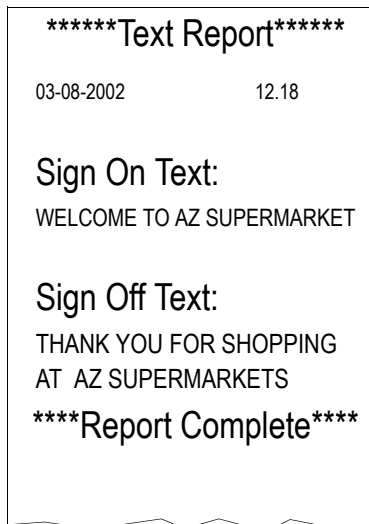 ******Text Report******
03-08-2002 12.18
Sign On Text:
WELCOME TO AZ SUPERMARKET
Sign Off Text:
THANK YOU FOR SHOPPING
AT AZ SUPERMARKETS
****Report Complete****